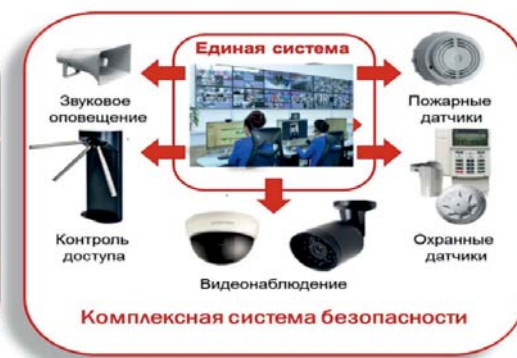 Единая система
Звуковое
оповещение
Пожарные
датчики
Контроль
доступа
Охранные
датчики
Видеонаблюдение
Комплексная система безопасности